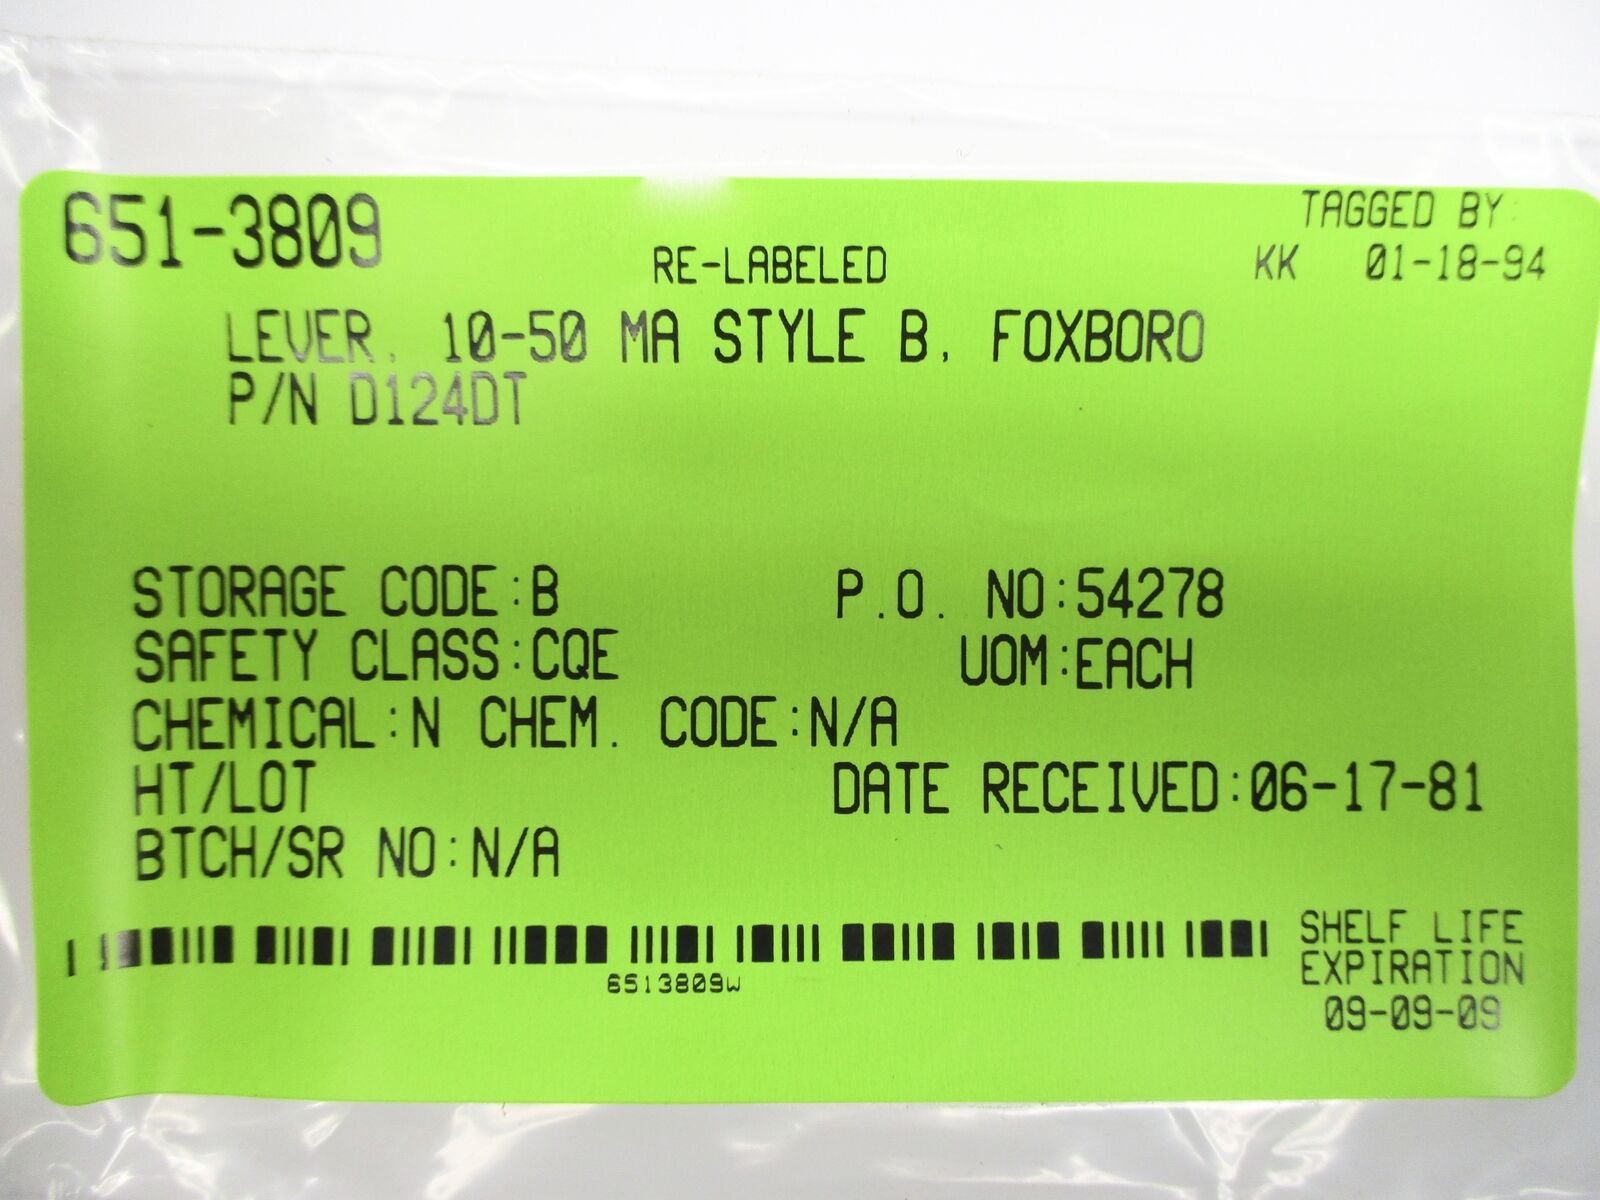 651-3809
TAGGED BY:
RE-LABELED
KK 01-18-94
LEVER, 10-50 MA STYLE B, FOXBORO
P/N D124DT
STORAGE CODE:B P.O. NO:54278
SAFETY CLASS:CQE UOM:EACH
CHEMICAL:N CHEM. CODE:N/A
HT/LOT DATE RECEIVED:06-17-81
BTCH/SR NO:N/A
6513809W
SHELF LIFE
EXPIRATION
09-09-09